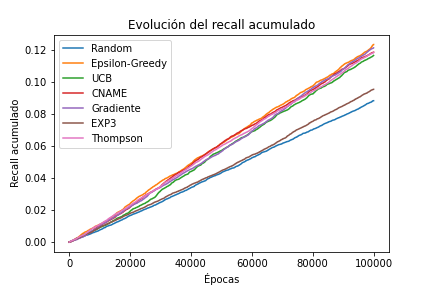 Evolución del recall acumulado
Recall acumulado
0.12
0.10
0.08
0.06
0.04
0.02
0.00
Random
Epsilon-Greedy
UCB
CNAME
Gradiente
EXP3
Thompson
0 20000 40000 60000 80000 100000
Épocas